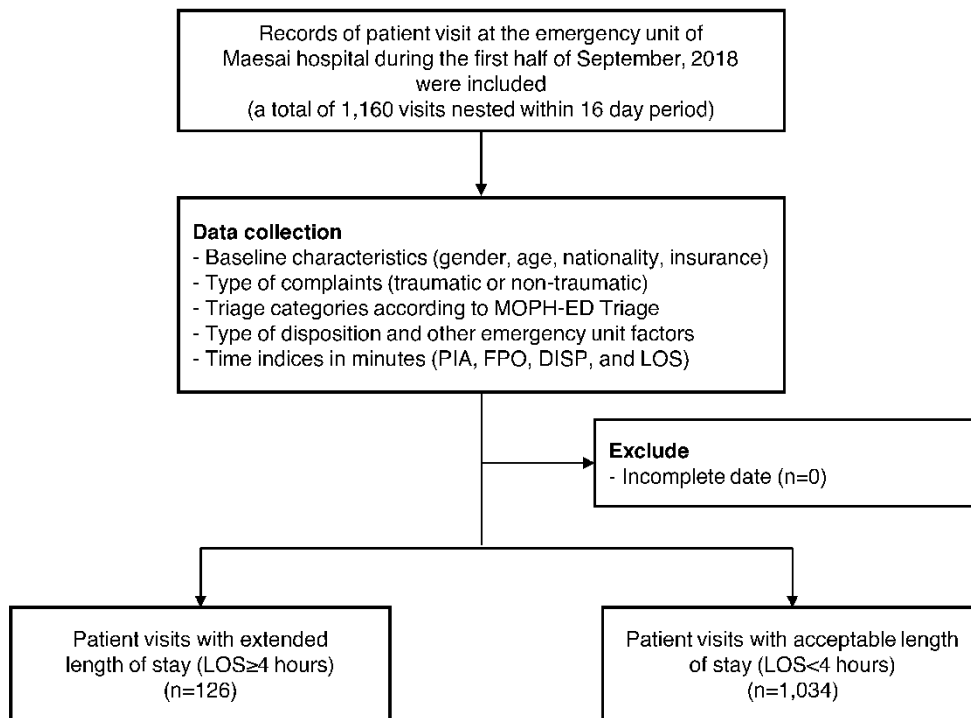 Records of patient visit at the emergency unit of
Maesai hospital during the first half of September, 2018
were included
(a total of 1,160 visits nested within 16 day period)
Data collection
- Baseline characteristics (gender, age, nationality, insurance)
- Type of complaints (traumatic or non-traumatic)
- Triage categories according to MOPH-ED Triage
- Type of disposition and other emergency unit factors
- Time indices in minutes (PIA, FPO, DISP, and LOS)
Exclude
- Incomplete date (n=0)
Patient visits with extended
length of stay (LOS≥4 hours)
(n=126)
Patient visits with acceptable length
of stay (LOS<4 hours)
(n=1,034)